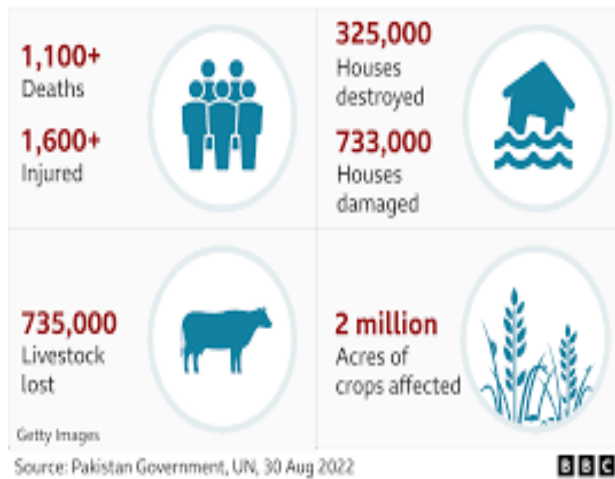 1,100+
Deaths
1,600+
Injured
325,000
Houses
destroyed
733,000
Houses
damaged
735,000
Livestock
lost
2 million
Acres of
crops affected
Getty Images
Source: Pakistan Government, UN, 30 Aug 2022
BBC